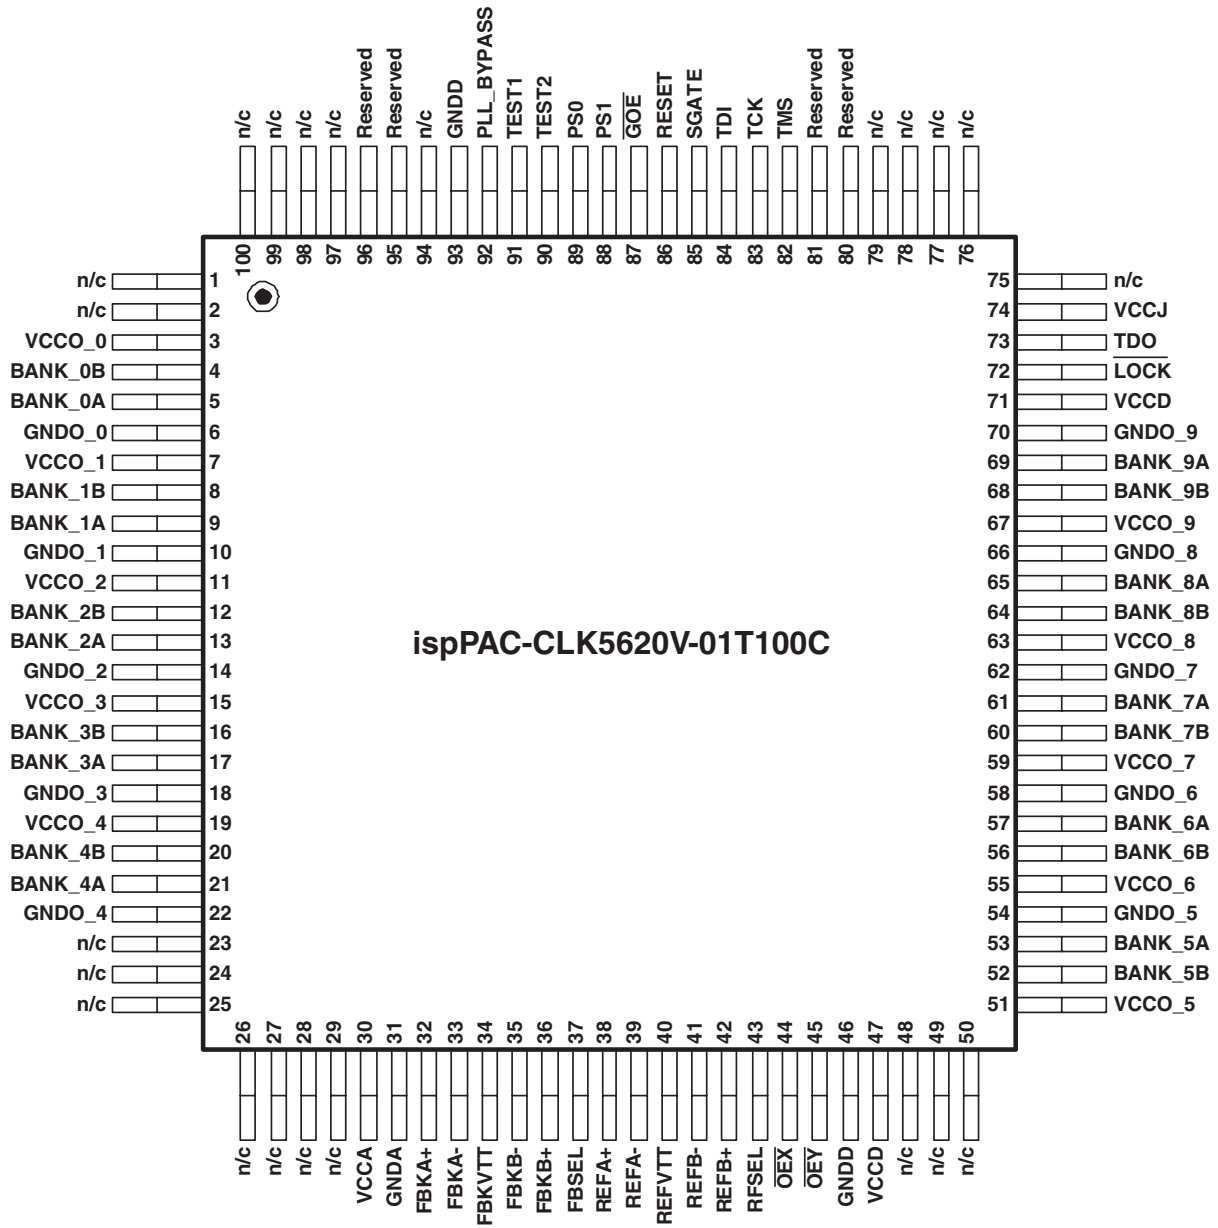 n/c
n/c
n/c
n/c
Reserved
Reserved
n/c
GNDD
PLL_BYPASS
TEST1
TEST2
PS0
PS1
GOE
RESET
SGATE
TDI
TCK
TMS
Reserved
Reserved
n/c
n/c
n/c
n/c
100 99 98 97 96 95 94 93 92 91 90 89 88 87 86 85 84 83 82 81 80 79 78 77 76
n/c 1 75 n/c
n/c 2 74 VCCJ
VCCO_0 3 73 TDO
BANK_0B 4 72 LOCK
BANK_0A 5 71 VCCD
GNDO_0 6 70 GNDO_9
VCCO_1 7 69 BANK_9A
BANK_1B 8 68 BANK_9B
BANK_1A 9 67 VCCO_9
GNDO_1 10 66 GNDO_8
VCCO_2 11 65 BANK_8A
BANK_2B 12 64 BANK_8B
BANK_2A 13 63 VCCO_8
ispPAC-CLK5620V-01T100C
GNDO_2 14 62 GNDO_7
VCCO_3 15 61 BANK_7A
BANK_3B 16 60 BANK_7B
BANK_3A 17 59 VCCO_7
GNDO_3 18 58 GNDO_6
VCCO_4 19 57 BANK_6A
BANK_4B 20 56 BANK_6B
BANK_4A 21 55 VCCO_6
GNDO_4 22 54 GNDO_5
n/c 23 53 BANK_5A
n/c 24 52 BANK_5B
n/c 25 51 VCCO_5
26 27 28 29 30 31 32 33 34 35 36 37 38 39 40 41 42 43 44 45 46 47 48 49 50
n/c
n/c
n/c
n/c
VCCA
GNDA
FBKA+
FBKA-
FBKVTT
FBKB-
FBKB+
FBSEL
REFA+
REFA-
REFVTT
REFB-
REFB+
RFSEL
OEX
OEY
GNDD
VCCD
n/c
n/c
n/c